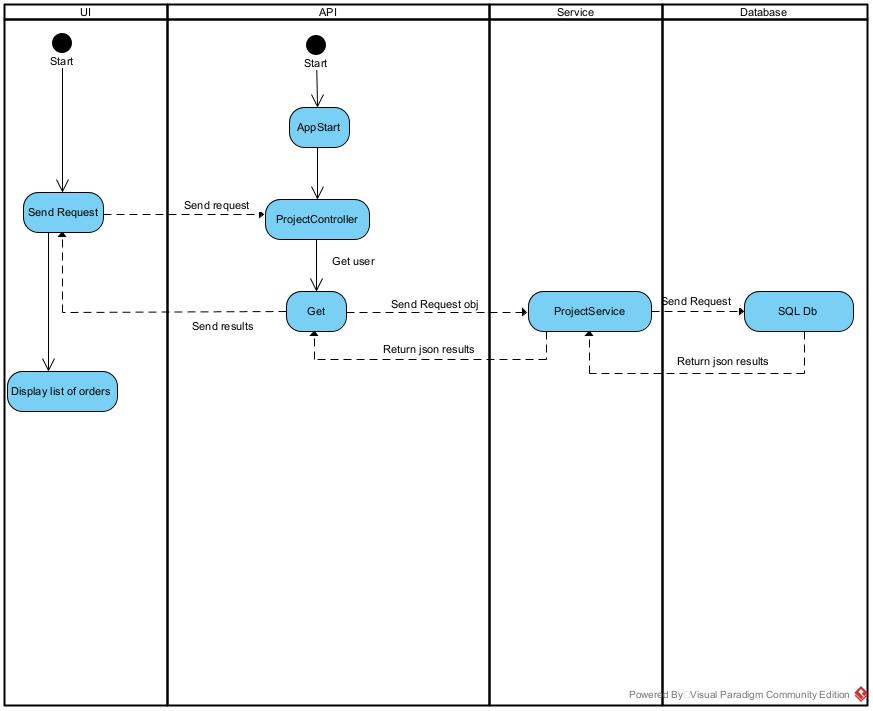 UI
API
Service
Database
Start
Start
AppStart
Send Request
Send request
ProjectController
Get user
Get
Send Request obj
ProjectService
Send Request
SQL Db
Send results
Return json results
Return json results
Display list of orders
Powered By Visual Paradigm Community Edition